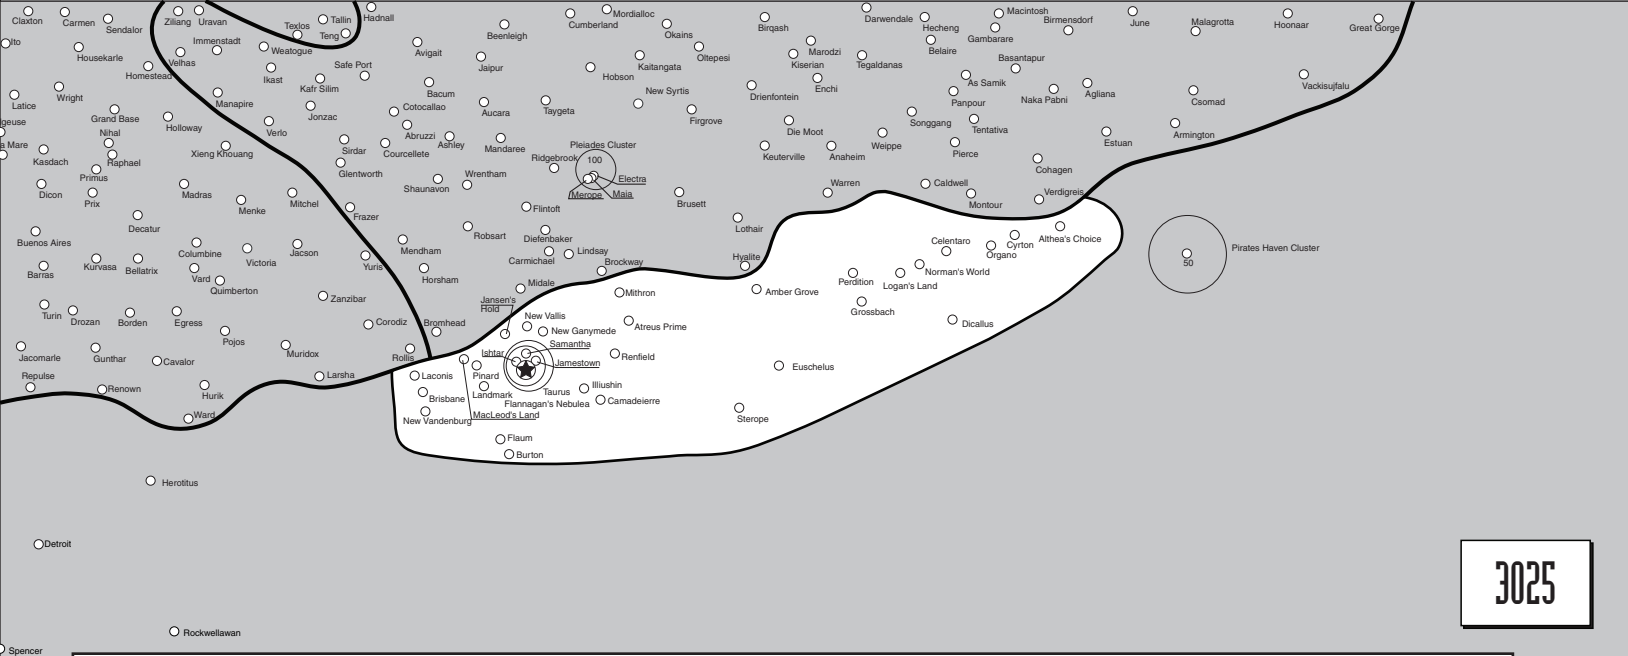 Claxton
Carmen
Sendalor
Ziliang
Uravan
Texlos
Tallin
Teng
Hadnall
Beenleigh
Cumberland
Mordialloc
Okains
Birqash
Darwendale
Hecheng
Macintosh
Gambarare
Birmensdorf
June
Malagrotta
Hoonaar
Great Gorge
Ito
Housekarle
Homestead
Velhas
Immenstadt
Weatogue
Safe Port
Avigait
Jaipur
Hobson
Kaitangata
Oltepesi
Kiserian
Marodzi
Tegaldanas
Belaire
Basantapur
Latice
Wright
Grand Base
Holloway
Manapire
Ikast
Kafr Silim
Jonzac
Bacum
Cotocallao
Aucara
Taygeta
New Syrtis
Firgrove
Drienfontein
Enchi
As Samik
Panpour
Naka Pabni
Agliana
Csomad
Vackisujfalu
lgeuse
a Mare
Kasdach
Nihal
Raphael
Primus
Xieng Khouang
Verlo
Sirdar
Glentworth
Abruzzi
Courcellete
Ashley
Mandaree
Ridgebrook
Pleiades Cluster
100
Electra
Merope
Maia
Die Moot
Keuterville
Anaheim
Weippe
Songgang
Tentativa
Pierce
Estuan
Armington
Cohagen
Dicon
Prix
Madras
Menke
Mitchel
Frazer
Shaunavon
Wrentham
Flintoft
Brusett
Lothair
Warren
Caldwell
Montour
Verdigreis
Decatur
Buenos Aires
Barras
Kurvasa
Bellatrix
Columbine
Vard
Quimberton
Victoria
Jacson
Yuris
Mendham
Horsham
Robsart
Diefenbaker
Carmichael
Lindsay
Brockway
Hyalite
Celentaro
Organo
Cyrton
Althea's Choice
Pirates Haven Cluster
50
Turin
Drozan
Borden
Egress
Pojos
Zanzibar
Corodiz
Bromhead
Jansen's
Hold
Midale
Mithron
Amber Grove
Perdition
Logan's Land
Norman's World
Grossbach
Dicallus
Jacomarle
Gunthar
Cavalor
Muridox
Rollis
New Vallis
New Ganymede
Samantha
Atreus Prime
Ishtar
Jamestown
Renfield
Euschelus
Repulse
Renown
Hurik
Ward
Larsha
Laconis
Brisbane
New Vandenburg
Pinard
Landmark
MacLeod's Land
Taurus
Flannagan's Nebulea
Illiushin
Camadeierre
Sterope
Flaum
Burton
Herotitus
Detroit
Rockwellawan
Spencer
3025